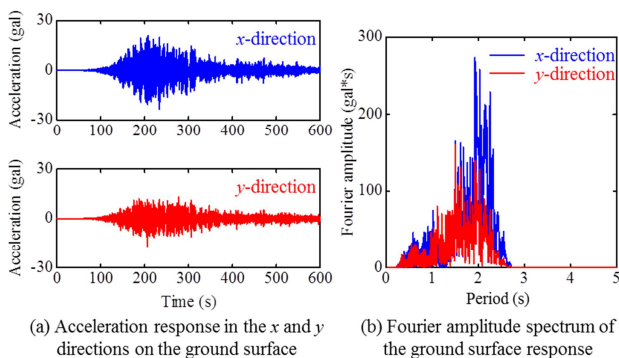 30
x-direction
0
-30
Acceleration (gal)
0 100 200 300 400 500 600
30
y-direction
0
-30
Acceleration (gal)
0 100 200 300 400 500 600
Time (s)
(a) Acceleration response in the x and y
directions on the ground surface
300
x-direction
y-direction
200
100
0
Fourier amplitude (gal*s)
0 1 2 3 4 5
Period (s)
(b) Fourier amplitude spectrum of
the ground surface response